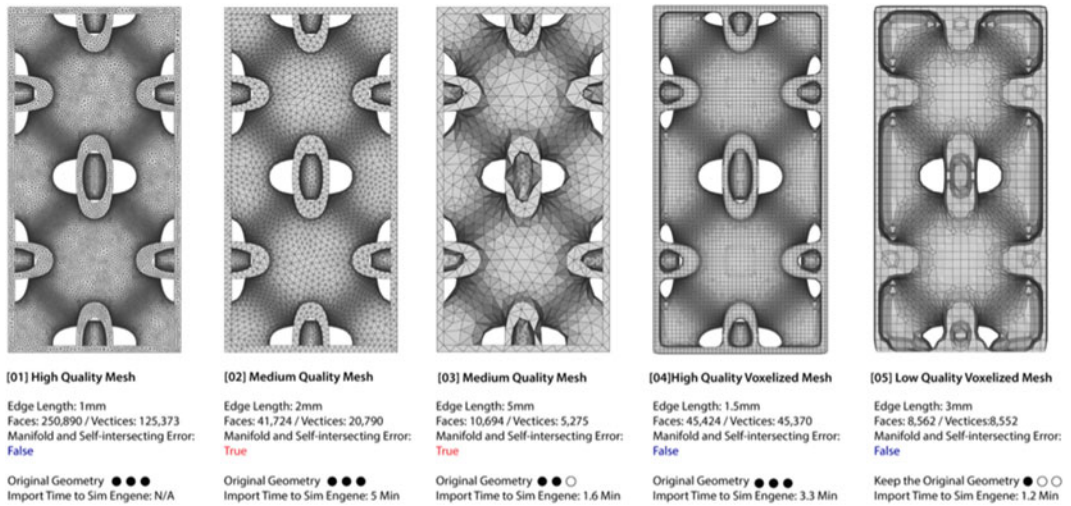 [01] High Quality Mesh
Edge Length: 1mm
Faces: 250,890 / Vertices: 125,373
Manifold and Self-intersecting Error:
False
Original Geometry ●●●
Import Time to Sim Engene: N/A
[02] Medium Quality Mesh
Edge Length: 2mm
Faces: 41,724 / Vertices: 20,790
Manifold and Self-intersecting Error:
True
Original Geometry ●●●
Import Time to Sim Engene: 5 Min
[03] Medium Quality Mesh
Edge Length: 5mm
Faces: 10,694 / Vertices: 5,275
Manifold and Self-intersecting Error:
True
Original Geometry ●●○
Import Time to Sim Engene: 1.6 Min
[04]High Quality Voxelized Mesh
Edge Length: 1.5mm
Faces: 45,424 / Vertices: 45,370
Manifold and Self-intersecting Error:
False
Original Geometry ●●●
Import Time to Sim Engene: 3.3 Min
[05] Low Quality Voxelized Mesh
Edge Length: 3mm
Faces: 8,562 / Vertices:8,552
Manifold and Self-intersecting Error:
False
Keep the Original Geometry ●○○
Import Time to Sim Engene: 1.2 Min